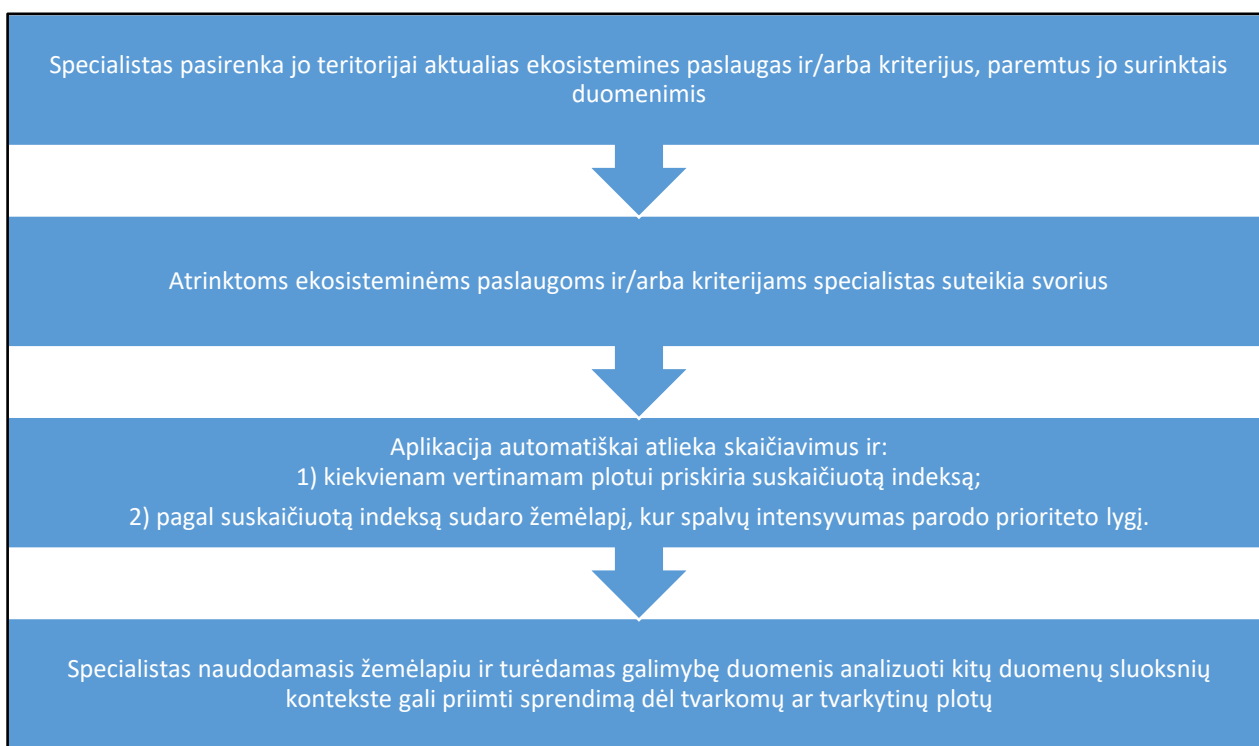 Specialistas pasirenka jo teritorijai aktualias ekosistemines paslaugas ir/arba kriterijus, paremtus jo surinktais
duomenimis
Atrinktoms ekosisteminėms paslaugoms ir/arba kriterijams specialistas suteikia svorius
Aplikacija automatiškai atlieka skaičiavimus ir:
1) kiekvienam vertinamam plotui priskiria suskaičiuotą indeksą;
2) pagal suskaičiuotą indeksą sudaro žemėlapį, kur spalvų intensyvumas parodo prioriteto lygį.
Specialistas naudodamasis žemėlapiu ir turėdamas galimybę duomenis analizuoti kitų duomenų sluoksnių
kontekste gali priimti sprendimą dėl tvarkomų ar tvarkytinų plotų